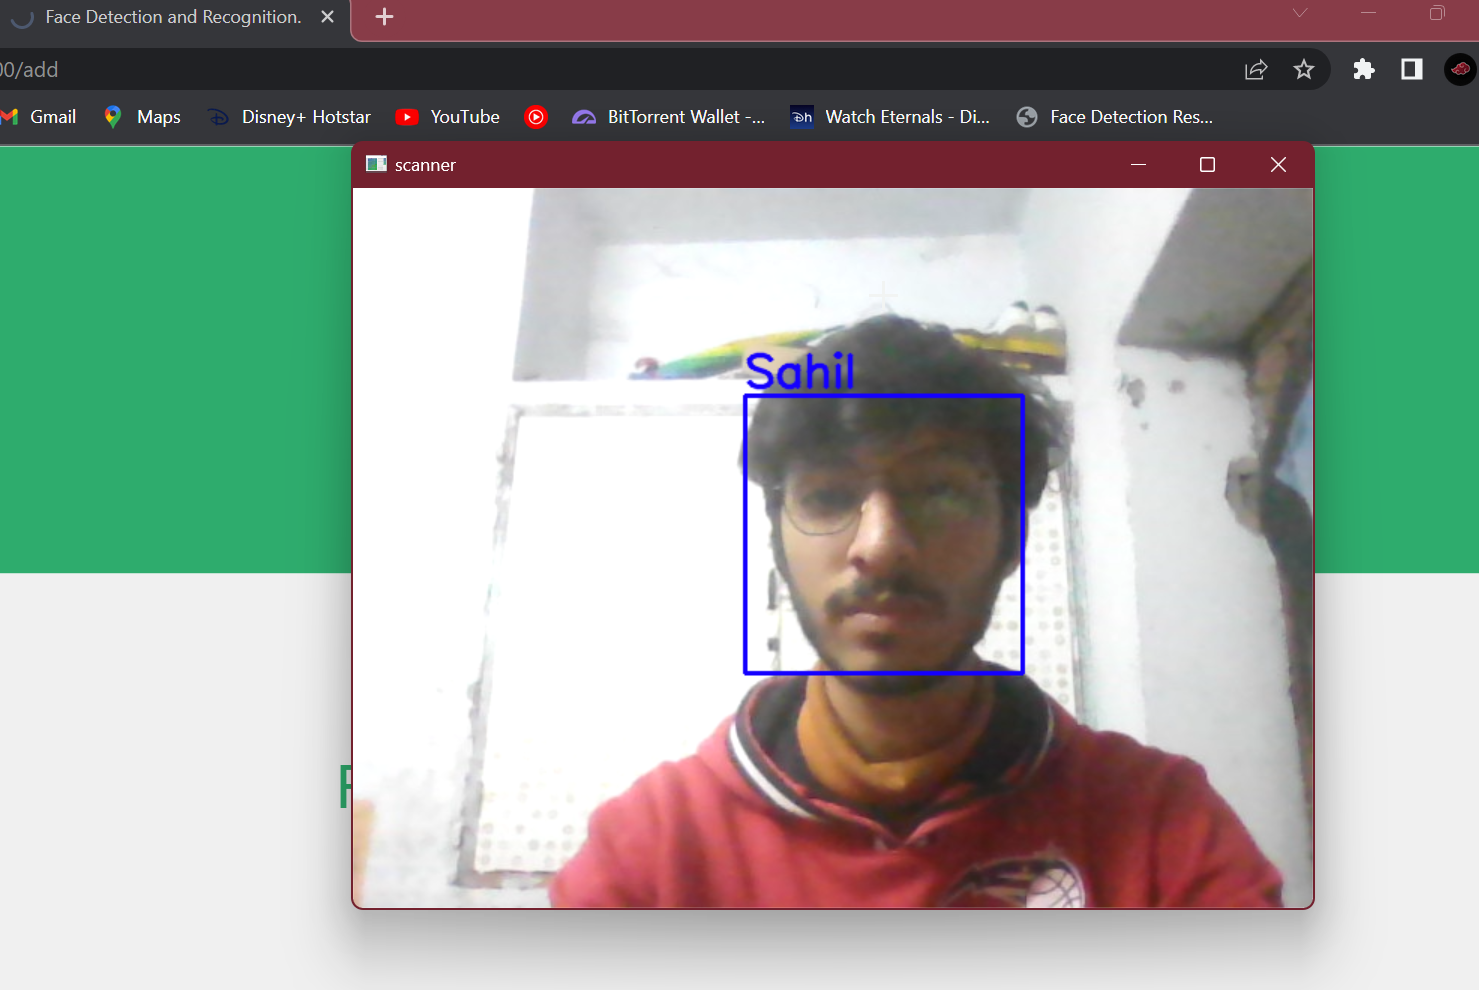 Face Detection and Recognition.
00/add
Gmail
Maps
Disney+ Hotstar
YouTube
BitTorrent Wallet -...
Watch Eternals - Di...
Face Detection Res...
scanner
Sahil